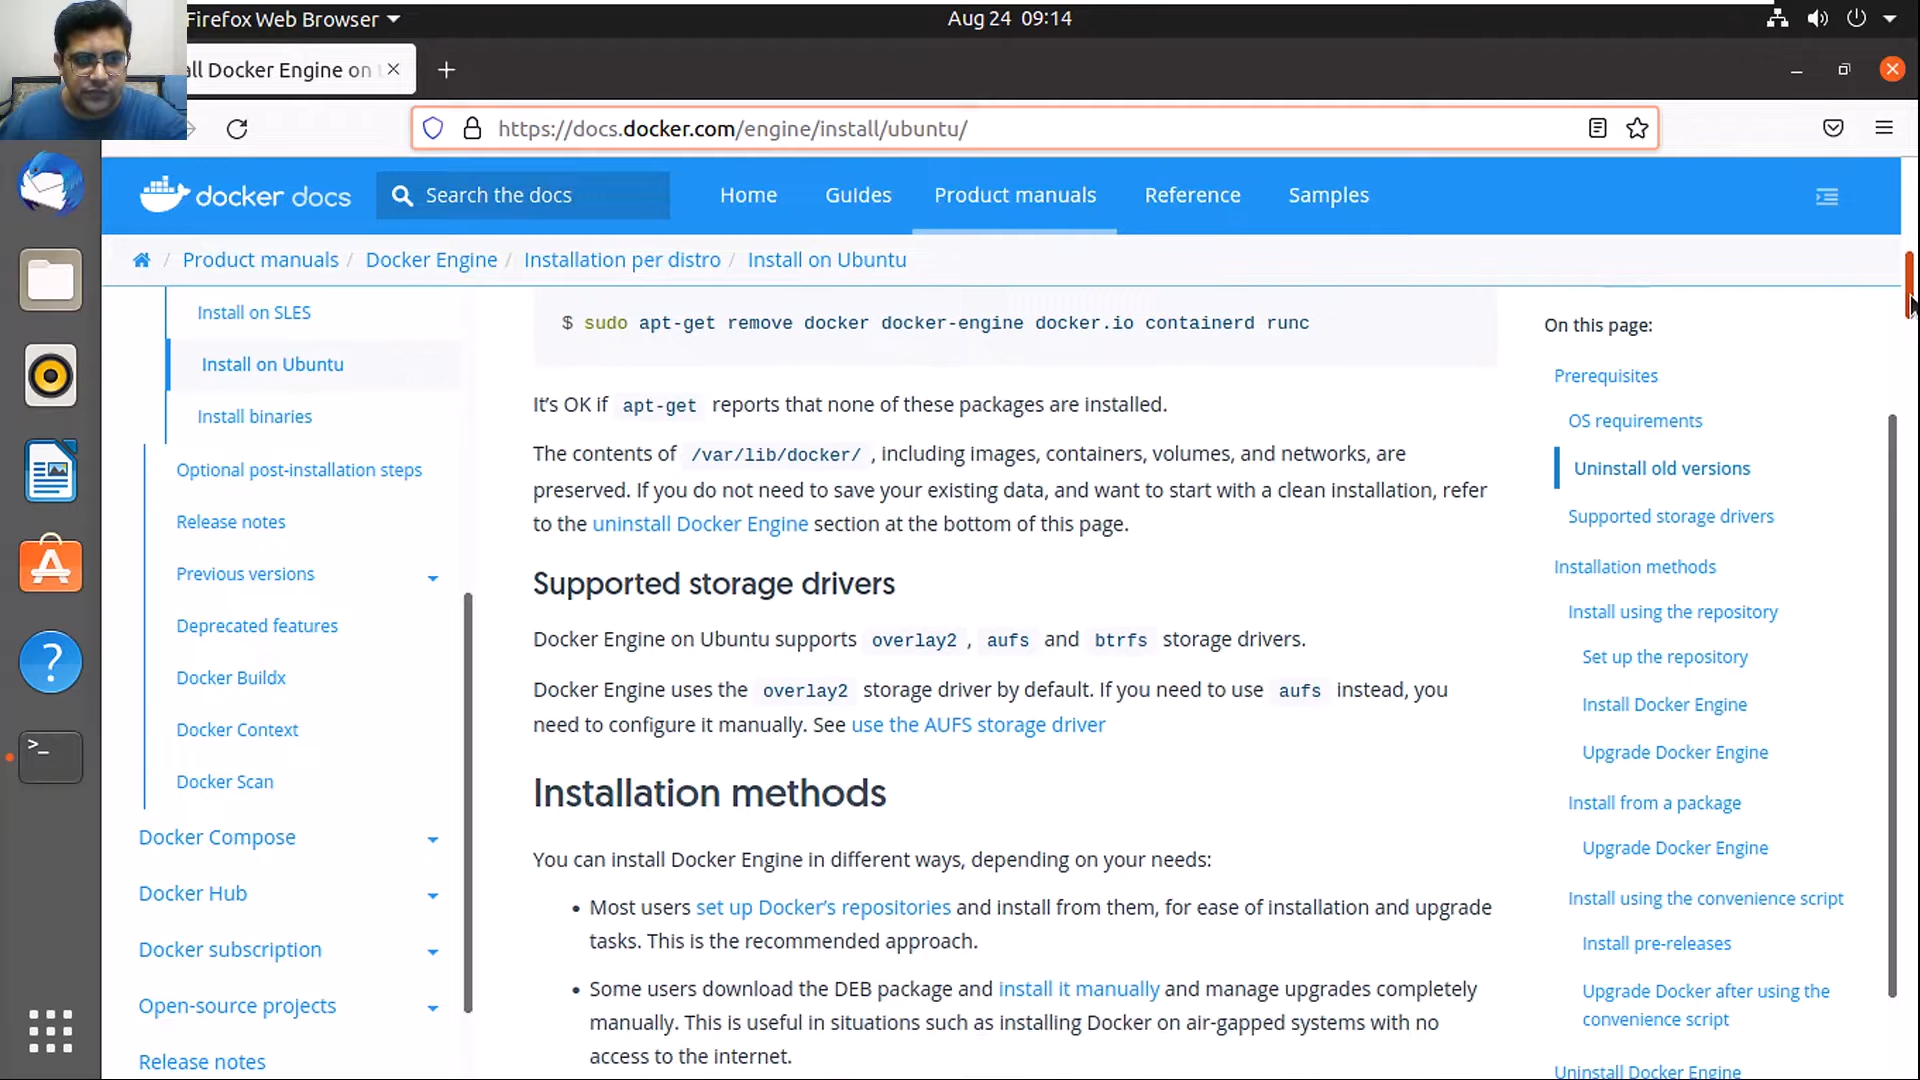 Firefox Web Browser
Aug 24 09:14
all Docker Engine on
https://docs.docker.com/engine/install/ubuntu/
docker docs
Search the docs
Home
Guides
Product manuals
Reference
Samples
/ Product manuals / Docker Engine / Installation per distro / Install on Ubuntu
Install on SLES
Install on Ubuntu
Install binaries
Optional post-installation steps
Release notes
Previous versions
Deprecated features
Docker Buildx
Docker Context
Docker Scan
Docker Compose
Docker Hub
Docker subscription
Open-source projects
Release notes
$ sudo apt-get remove docker docker-engine docker.io containerd runc
It’s OK if apt-get reports that none of these packages are installed.
The contents of /var/lib/docker/ , including images, containers, volumes, and networks, are
preserved. If you do not need to save your existing data, and want to start with a clean installation, refer
to the uninstall Docker Engine section at the bottom of this page.
Supported storage drivers
Docker Engine on Ubuntu supports overlay2 , aufs and btrfs storage drivers.
Docker Engine uses the overlay2 storage driver by default. If you need to use aufs instead, you
need to configure it manually. See use the AUFS storage driver
Installation methods
You can install Docker Engine in different ways, depending on your needs:
• Most users set up Docker’s repositories and install from them, for ease of installation and upgrade
tasks. This is the recommended approach.
• Some users download the DEB package and install it manually and manage upgrades completely
manually. This is useful in situations such as installing Docker on air-gapped systems with no
access to the internet.
On this page:
Prerequisites
OS requirements
Uninstall old versions
Supported storage drivers
Installation methods
Install using the repository
Set up the repository
Install Docker Engine
Upgrade Docker Engine
Install from a package
Upgrade Docker Engine
Install using the convenience script
Install pre-releases
Upgrade Docker after using the
convenience script
Uninstall Docker Engine